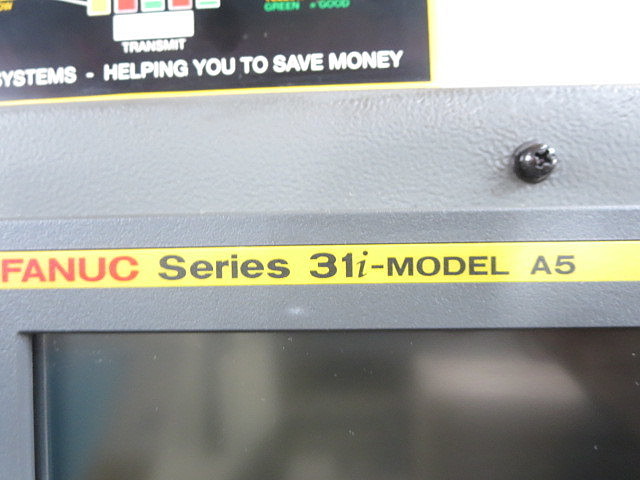 GREEN = GOOD
TRANSMIT
SYSTEMS - HELPING YOU TO SAVE MONEY
FANUC Series 31i-MODEL A5